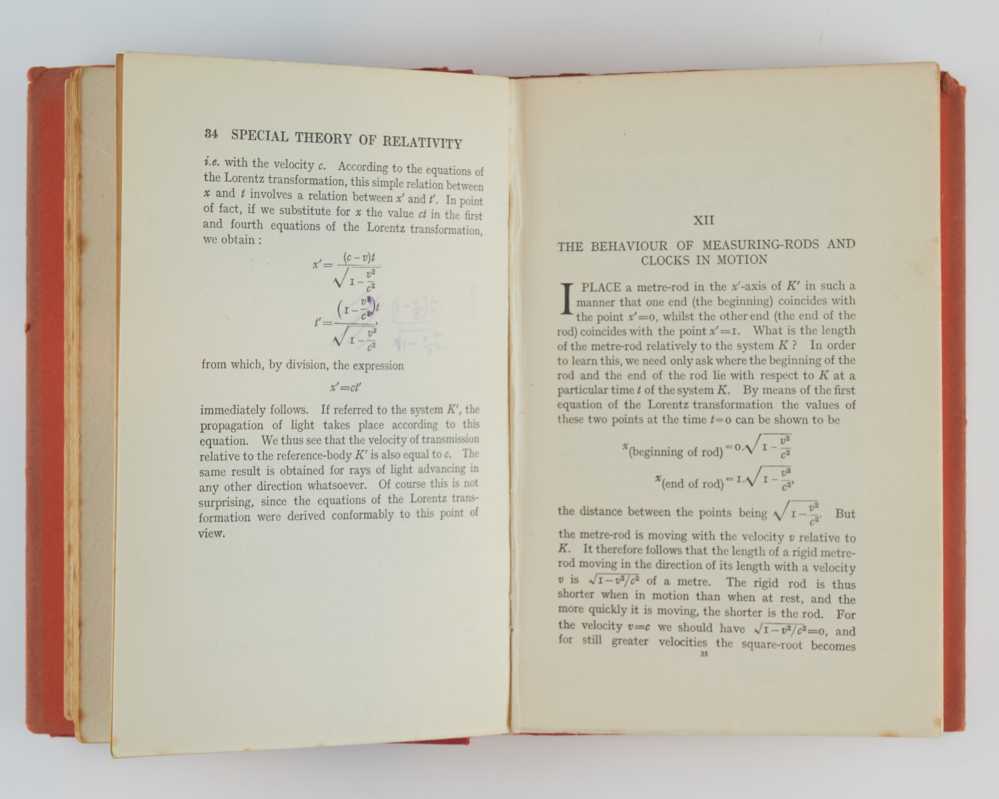 34 SPECIAL THEORY OF RELATIVITY
i.e. with the velocity c. According to the equations of
the Lorentz transformation, this simple relation between
x and t involves a relation between x′ and t′. In point
of fact, if we substitute for x the value ct in the first
and fourth equations of the Lorentz transformation,
we obtain :
x′ = (c − v)t / √(1 − v²/c²)
t′ = (1 − v/c)t / √(1 − v²/c²),
from which, by division, the expression
x′=ct′
immediately follows. If referred to the system K′, the
propagation of light takes place according to this
equation. We thus see that the velocity of transmission
relative to the reference-body K′ is also equal to c. The
same result is obtained for rays of light advancing in
any other direction whatsoever. Of course this is not
surprising, since the equations of the Lorentz trans-
formation were derived conformably to this point of
view.
XII
THE BEHAVIOUR OF MEASURING-RODS AND
CLOCKS IN MOTION
I PLACE a metre-rod in the x′-axis of K′ in such a
manner that one end (the beginning) coincides with
the point x′=0, whilst the other end (the end of the
rod) coincides with the point x′=1. What is the length
of the metre-rod relatively to the system K? In order
to learn this, we need only ask where the beginning of the
rod and the end of the rod lie with respect to K at a
particular time t of the system K. By means of the first
equation of the Lorentz transformation the values of
these two points at the time t=0 can be shown to be
x(beginning of rod) = 0.√(1 − v²/c²)
x(end of rod) = 1.√(1 − v²/c²),
the distance between the points being √(1 − v²/c²). But
the metre-rod is moving with the velocity v relative to
K. It therefore follows that the length of a rigid metre-
rod moving in the direction of its length with a velocity
v is √1−v²/c² of a metre. The rigid rod is thus
shorter when in motion than when at rest, and the
more quickly it is moving, the shorter is the rod. For
the velocity v=c we should have √1−v²/c²=0, and
for still greater velocities the square-root becomes
35